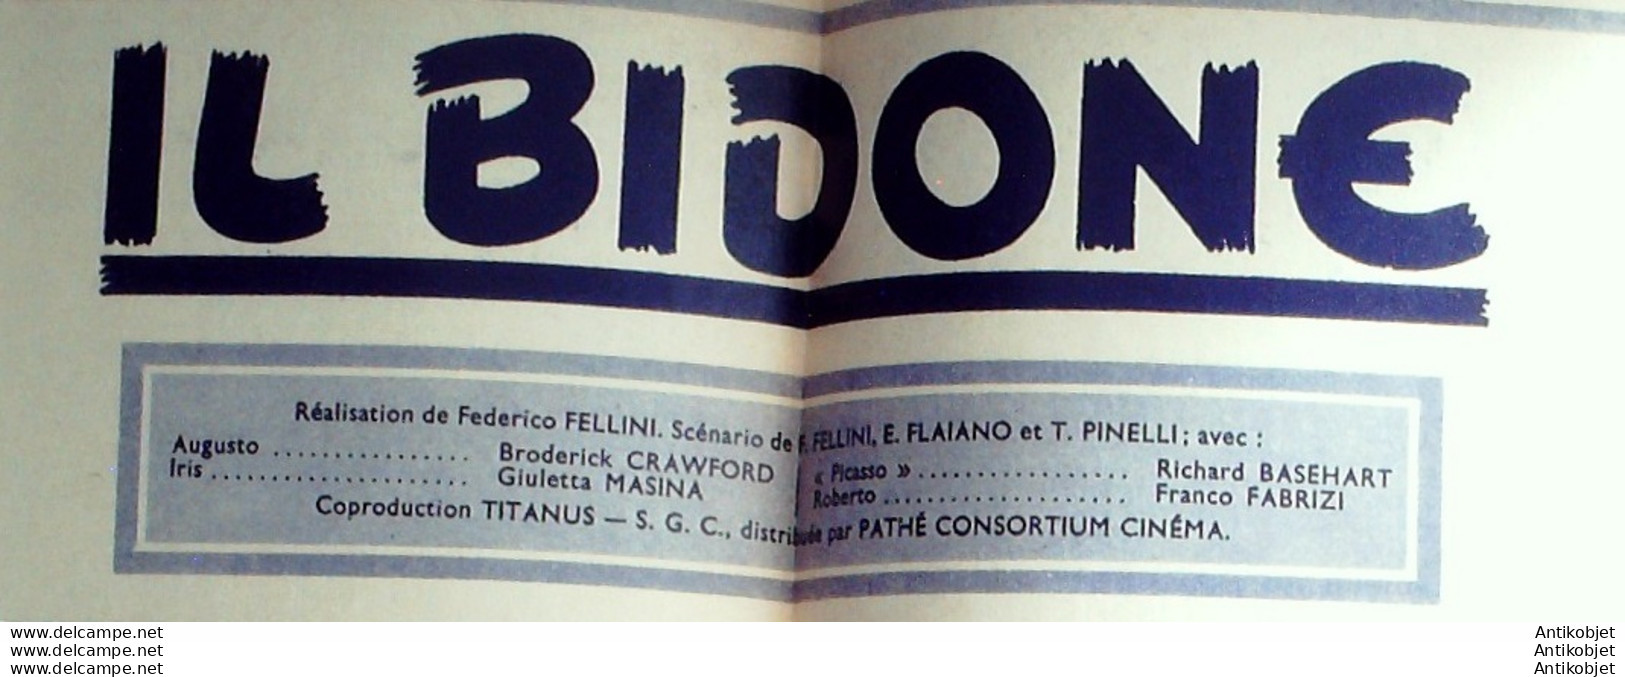 IL BIDONE
Réalisation de Federico FELLINI. Scénario de F. FELLINI, E. FLAIANO et T. PINELLI ; avec :
Augusto ................ Broderick CRAWFORD
Iris ..................... Giuletta MASINA
« Picasso » .................. Richard BASEHART
Roberto .................... Franco FABRIZI
Coproduction TITANUS — S. G. C., distribuée par PATHÉ CONSORTIUM CINÉMA.
www.delcampe.net
www.delcampe.net
www.delcampe.net
Antikobjet
Antikobjet
Antikobjet